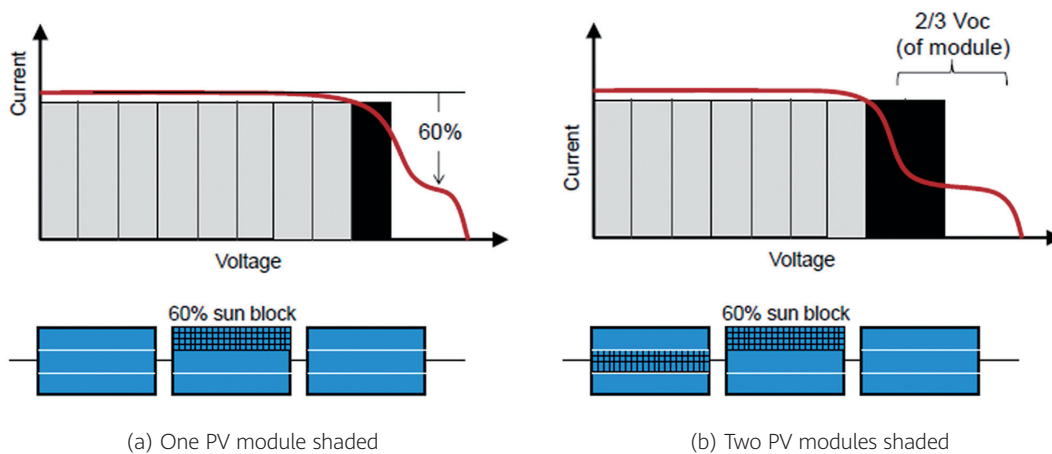 Current
60%
Voltage
60% sun block
(a) One PV module shaded
2/3 Voc
(of module)
Current
Voltage
60% sun block
(b) Two PV modules shaded